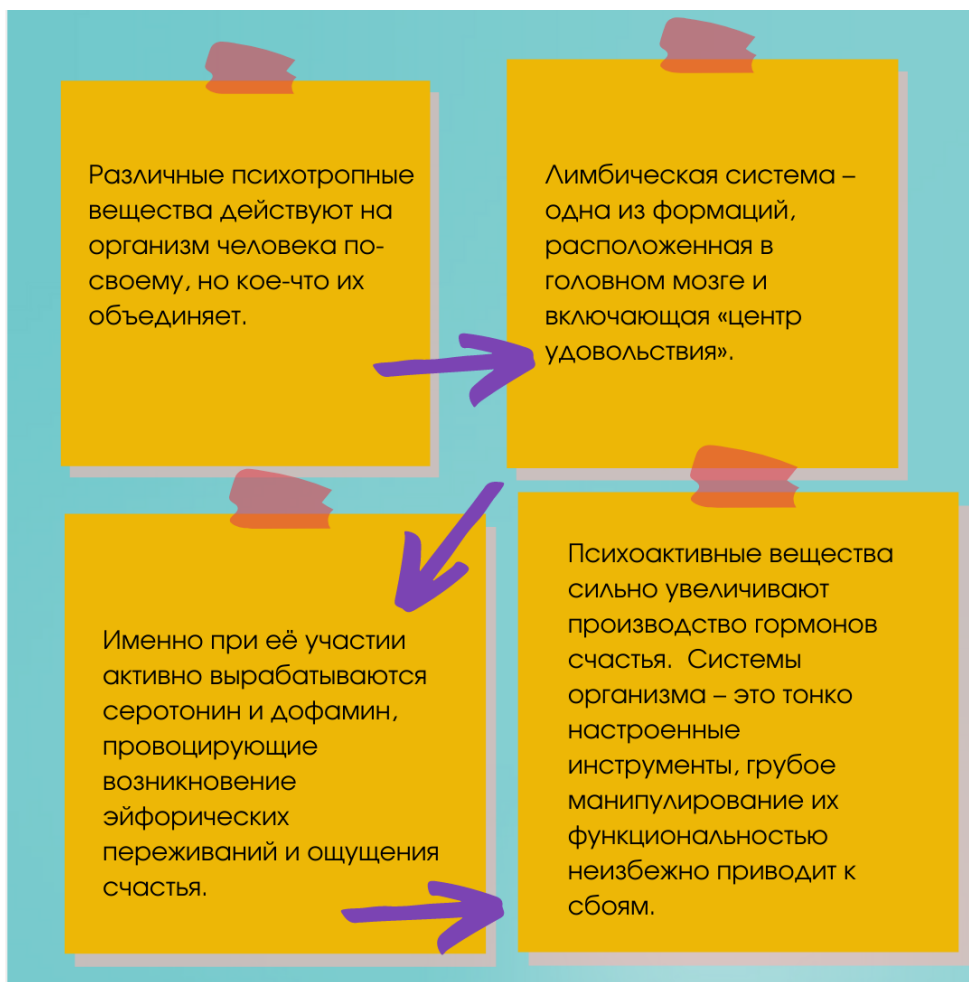 Различные психотропные
вещества действуют на
организм человека по-
своему, но кое-что их
объединяет.
Лимбическая система –
одна из формаций,
расположенная в
головном мозге и
включающая «центр
удовольствия».
Именно при её участии
активно вырабатываются
серотонин и дофамин,
провоцирующие
возникновение
эйфорических
переживаний и ощущения
счастья.
Психоактивные вещества
сильно увеличивают
производство гормонов
счастья.  Системы
организма – это тонко
настроенные
инструменты, грубое
манипулирование их
функциональностью
неизбежно приводит к
сбоям.